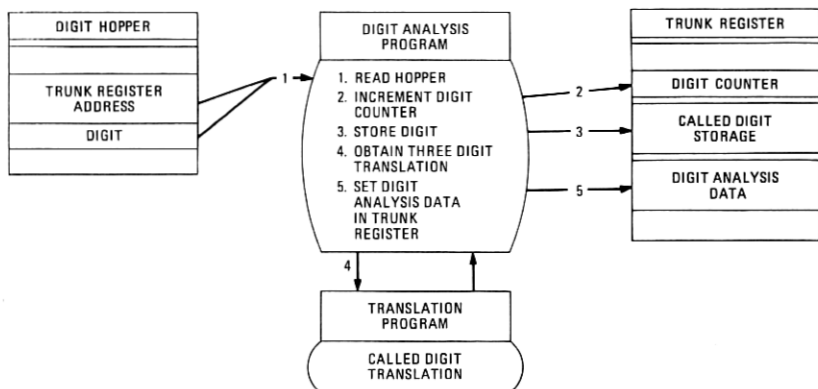 DIGIT HOPPER
TRUNK REGISTER
ADDRESS
DIGIT
1
DIGIT ANALYSIS
PROGRAM
1. READ HOPPER
2. INCREMENT DIGIT
COUNTER
3. STORE DIGIT
4. OBTAIN THREE DIGIT
TRANSLATION
5. SET DIGIT
ANALYSIS DATA
IN TRUNK
REGISTER
4
TRANSLATION
PROGRAM
CALLED DIGIT
TRANSLATION
2
3
5
TRUNK REGISTER
DIGIT COUNTER
CALLED DIGIT
STORAGE
DIGIT ANALYSIS
DATA